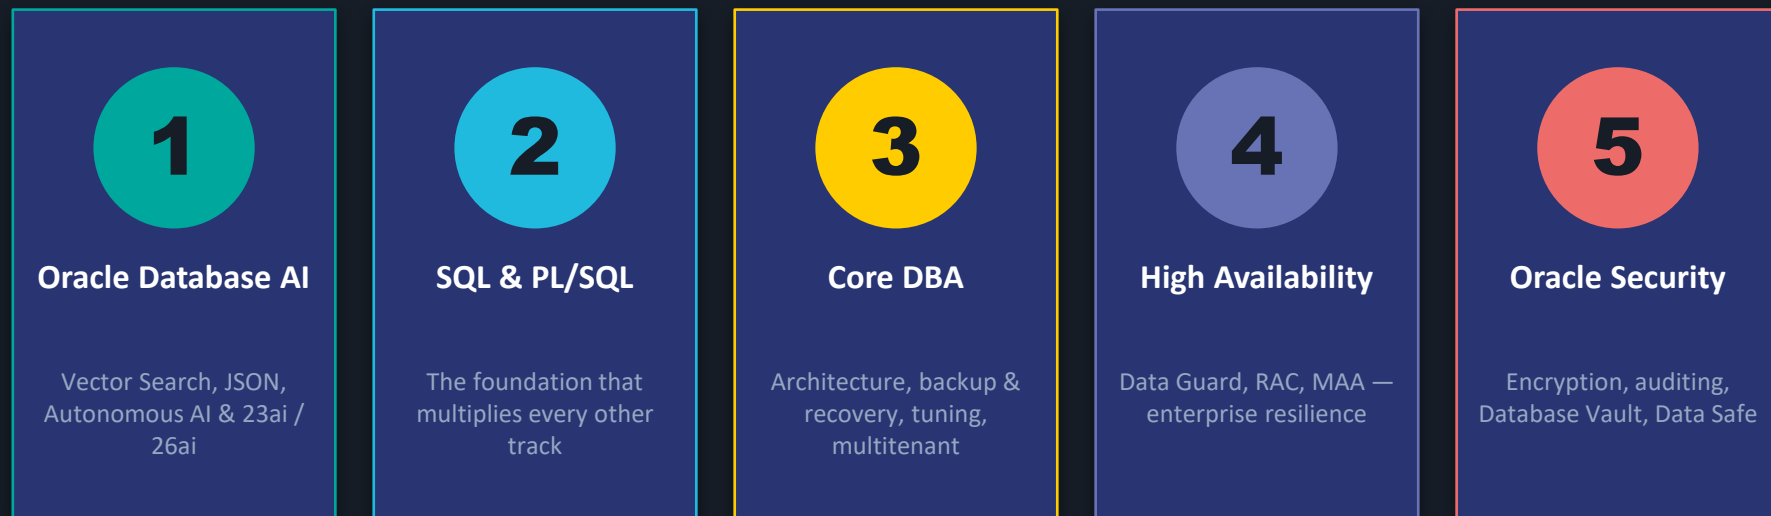 1
Oracle Database AI
Vector Search, JSON,
Autonomous AI & 23ai /
26ai
2
SQL & PL/SQL
The foundation that
multiplies every other
track
3
Core DBA
Architecture, backup &
recovery, tuning,
multitenant
4
High Availability
Data Guard, RAC, MAA —
enterprise resilience
5
Oracle Security
Encryption, auditing,
Database Vault, Data Safe